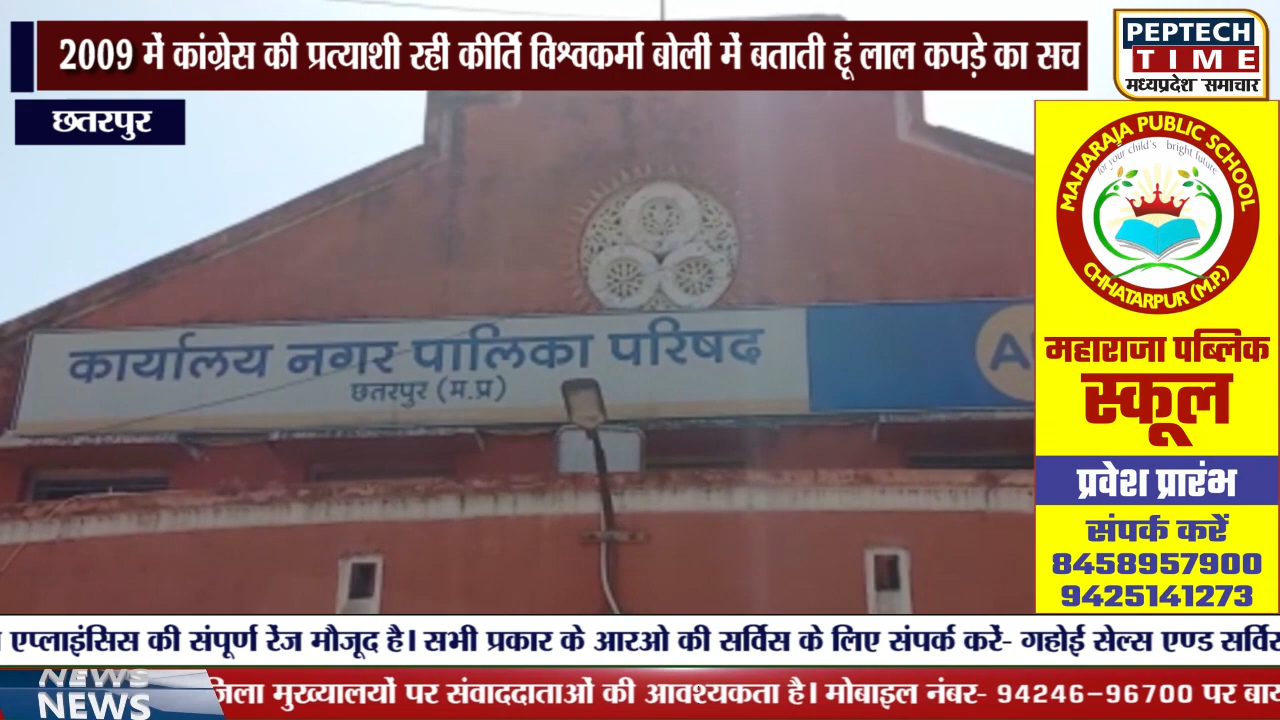 2009 में कांग्रेस की प्रत्याशी रहीं कीर्ति विश्वकर्मा बोलीं में बताती हूं लाल कपड़े का सच
PEPTECH
TIME
मध्यप्रदेश समाचार
छतरपुर
MAHARAJA PUBLIC SCHOOL
for your child's bright future
CHHATARPUR (M.P.)
कार्यालय नगर पालिका परिषद
छतरपुर (म.प्र)
महाराजा पब्लिक
स्कूल
प्रवेश प्रारंभ
संपर्क करें
8458957900
9425141273
एप्लाइंसिस की संपूर्ण रेंज मौजूद है। सभी प्रकार के आरओ की सर्विस के लिए संपर्क करें- गहोई सेल्स एण्ड सर्विस
NEWS
NEWS
जिला मुख्यालयों पर संवाददाताओं की आवश्यकता है। मोबाइल नंबर- 94246-96700 पर